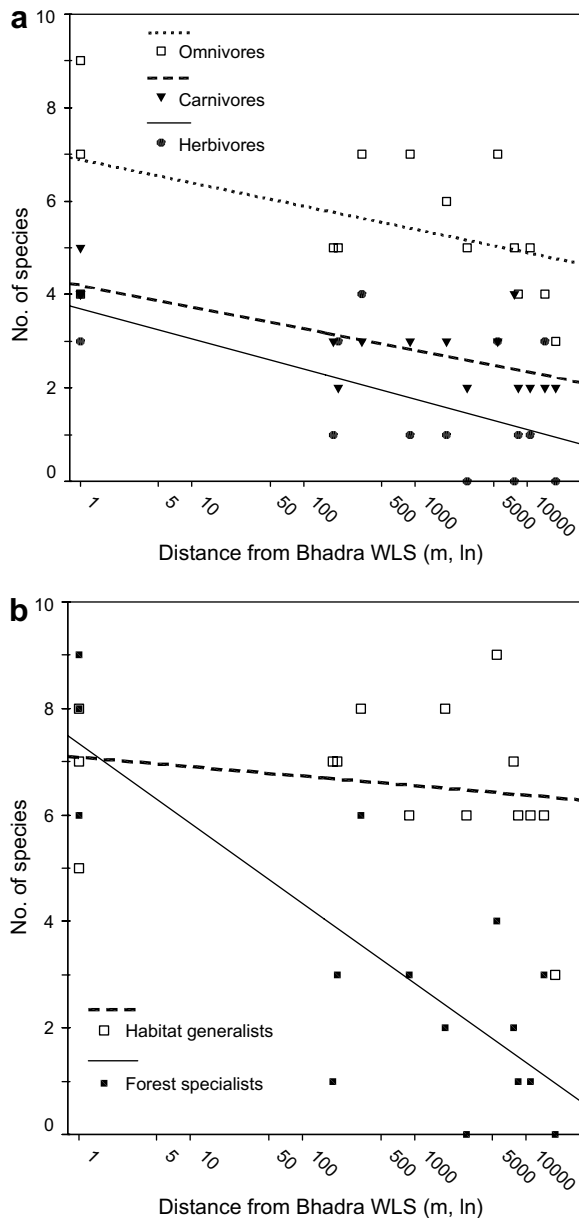 a
10
8
6
4
2
0
No. of species
Omnivores
Carnivores
Herbivores
1 5 10 50 100 500 1000 5000 10000
Distance from Bhadra WLS (m, ln)
b
10
8
6
4
2
0
No. of species
Habitat generalists
Forest specialists
1 5 10 50 100 500 1000 5000 10000
Distance from Bhadra WLS (m, ln)